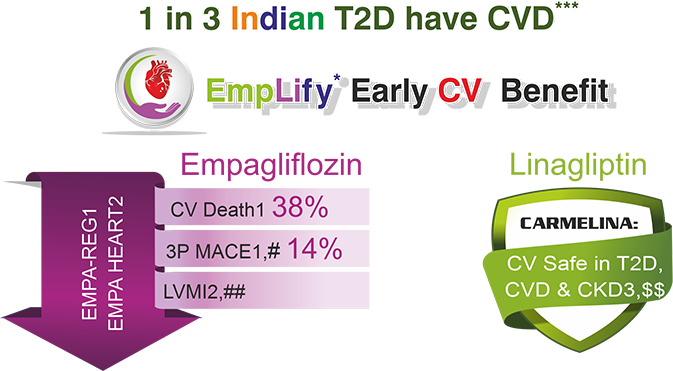 1 in 3 Indian T2D have CVD***
EmpLify* Early CV Benefit
Empagliflozin
EMPA-REG1
EMPA HEART2
CV Death1 38%
3P MACE1,# 14%
LVMI2,##
Linagliptin
CARMELINA:
CV Safe in T2D,
CVD & CKD3,$$